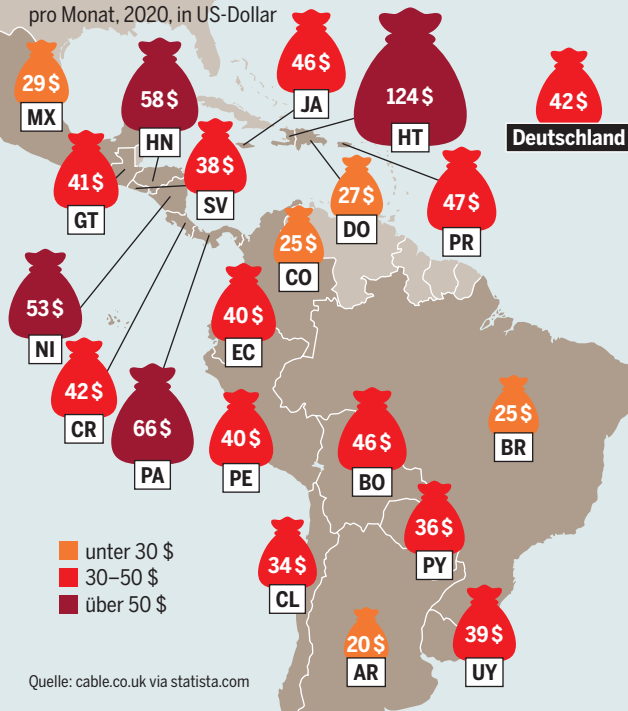 pro Monat, 2020, in US-Dollar
29 $
MX
58 $
HN
46 $
JA
124 $
HT
42 $
Deutschland
41 $
GT
38 $
SV
27 $
DO
47 $
PR
25 $
CO
53 $
NI
40 $
EC
42 $
CR
66 $
PA
40 $
PE
46 $
BO
25 $
BR
36 $
PY
34 $
CL
20 $
AR
39 $
UY
unter 30 $
30–50 $
über 50 $
Quelle: cable.co.uk via statista.com